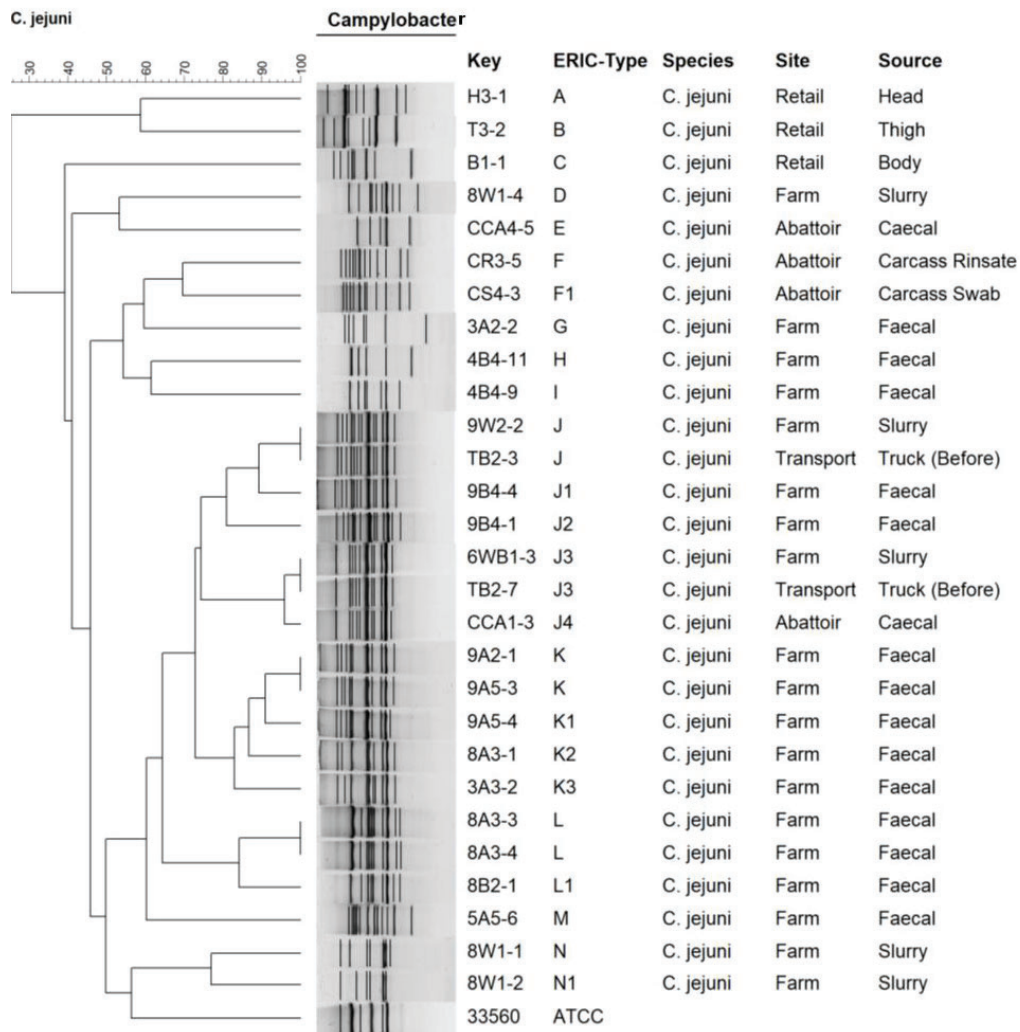 C. jejuni Campylobacter
30 40 50 60 70 80 90 100
Key ERIC-Type Species Site Source
H3-1 A C. jejuni Retail Head
T3-2 B C. jejuni Retail Thigh
B1-1 C C. jejuni Retail Body
8W1-4 D C. jejuni Farm Slurry
CCA4-5 E C. jejuni Abattoir Caecal
CR3-5 F C. jejuni Abattoir Carcass Rinsate
CS4-3 F1 C. jejuni Abattoir Carcass Swab
3A2-2 G C. jejuni Farm Faecal
4B4-11 H C. jejuni Farm Faecal
4B4-9 I C. jejuni Farm Faecal
9W2-2 J C. jejuni Farm Slurry
TB2-3 J C. jejuni Transport Truck (Before)
9B4-4 J1 C. jejuni Farm Faecal
9B4-1 J2 C. jejuni Farm Faecal
6WB1-3 J3 C. jejuni Farm Slurry
TB2-7 J3 C. jejuni Transport Truck (Before)
CCA1-3 J4 C. jejuni Abattoir Caecal
9A2-1 K C. jejuni Farm Faecal
9A5-3 K C. jejuni Farm Faecal
9A5-4 K1 C. jejuni Farm Faecal
8A3-1 K2 C. jejuni Farm Faecal
3A3-2 K3 C. jejuni Farm Faecal
8A3-3 L C. jejuni Farm Faecal
8A3-4 L C. jejuni Farm Faecal
8B2-1 L1 C. jejuni Farm Faecal
5A5-6 M C. jejuni Farm Faecal
8W1-1 N C. jejuni Farm Slurry
8W1-2 N1 C. jejuni Farm Slurry
33560 ATCC